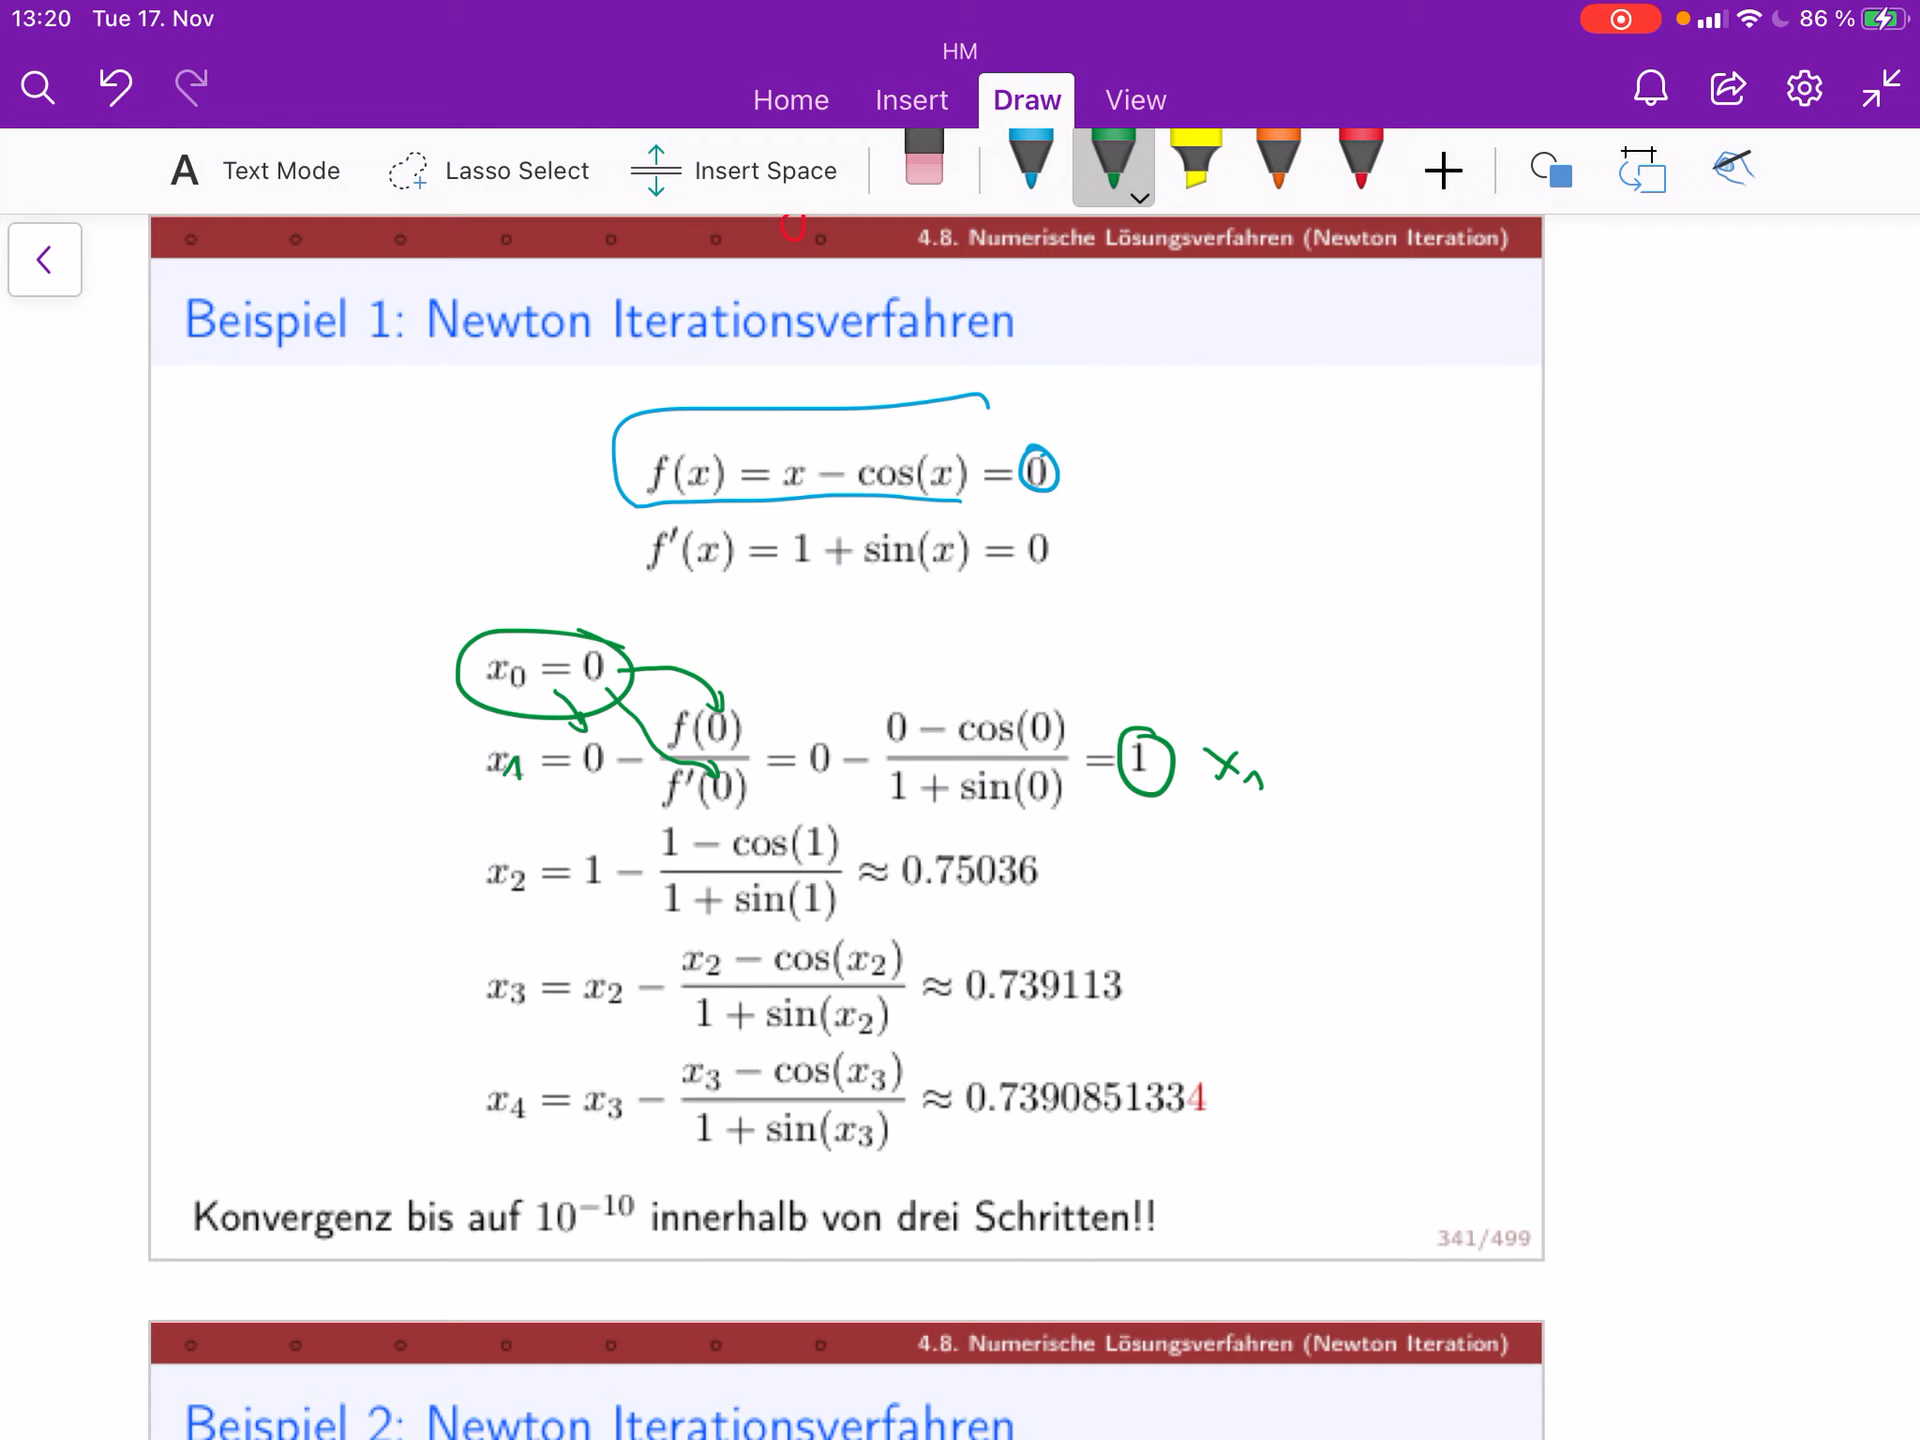 13:20 Tue 17. Nov 86 %
HM
Home Insert Draw View
A Text Mode Lasso Select Insert Space
4.8. Numerische Lösungsverfahren (Newton Iteration)
Beispiel 1: Newton Iterationsverfahren
f(x) = x − cos(x) = 0
f′(x) = 1 + sin(x) = 0
x₀ = 0
x₁ = 0 − f(0)/f′(0) = 0 − (0 − cos(0))/(1 + sin(0)) = 1 x₁
x₂ = 1 − (1 − cos(1))/(1 + sin(1)) ≈ 0.75036
x₃ = x₂ − (x₂ − cos(x₂))/(1 + sin(x₂)) ≈ 0.739113
x₄ = x₃ − (x₃ − cos(x₃))/(1 + sin(x₃)) ≈ 0.7390851334
Konvergenz bis auf 10⁻¹⁰ innerhalb von drei Schritten!!
341/499
4.8. Numerische Lösungsverfahren (Newton Iteration)
Beispiel 2: Newton Iterationsverfahren